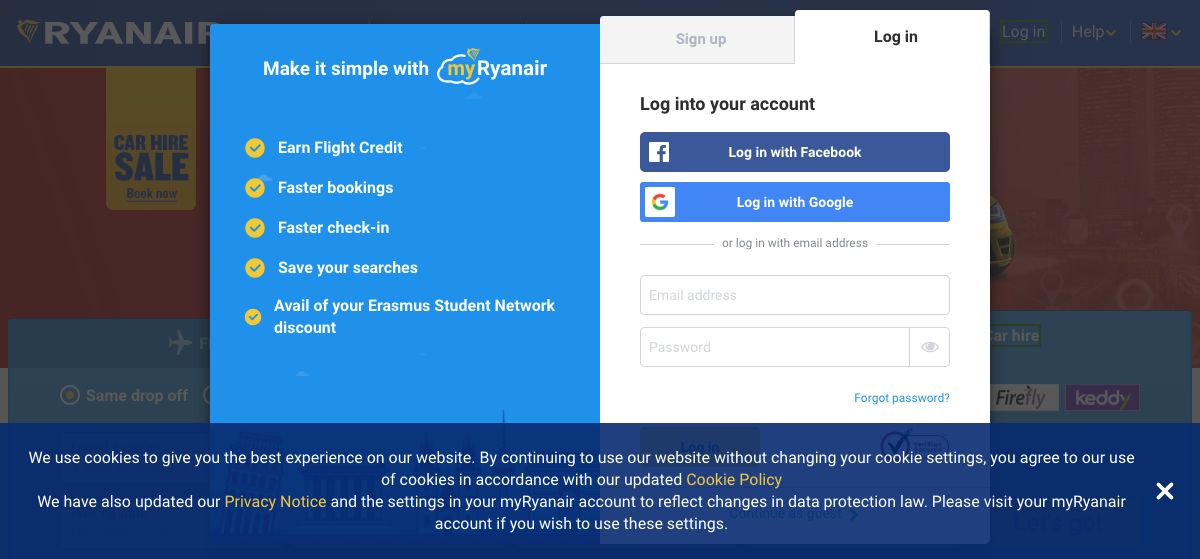 RYANAIR
Log in
Help
Sign up
Log in
Make it simple with myRyanair
Earn Flight Credit
Faster bookings
Faster check-in
Save your searches
Avail of your Erasmus Student Network
discount
Log into your account
Log in with Facebook
Log in with Google
or log in with email address
Email address
Password
Forgot password?
Log in
Continue as guest
CAR HIRE
SALE
Book now
F
Car hire
Same drop off
Firefly
keddy
Let's go!
We use cookies to give you the best experience on our website. By continuing to use our website without changing your cookie settings, you agree to our use
of cookies in accordance with our updated Cookie Policy
We have also updated our Privacy Notice and the settings in your myRyanair account to reflect changes in data protection law. Please visit your myRyanair
account if you wish to use these settings.